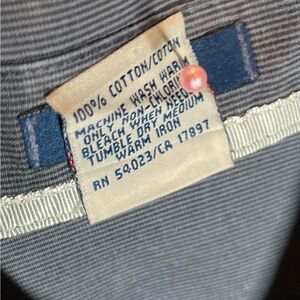 100% COTTON/COTON
MACHINE WASH WARM
ONLY NON-CHLORINE
BLEACH WHEN NEEDED
TUMBLE DRY MEDIUM
WARM IRON
RN 54023/CA 17897